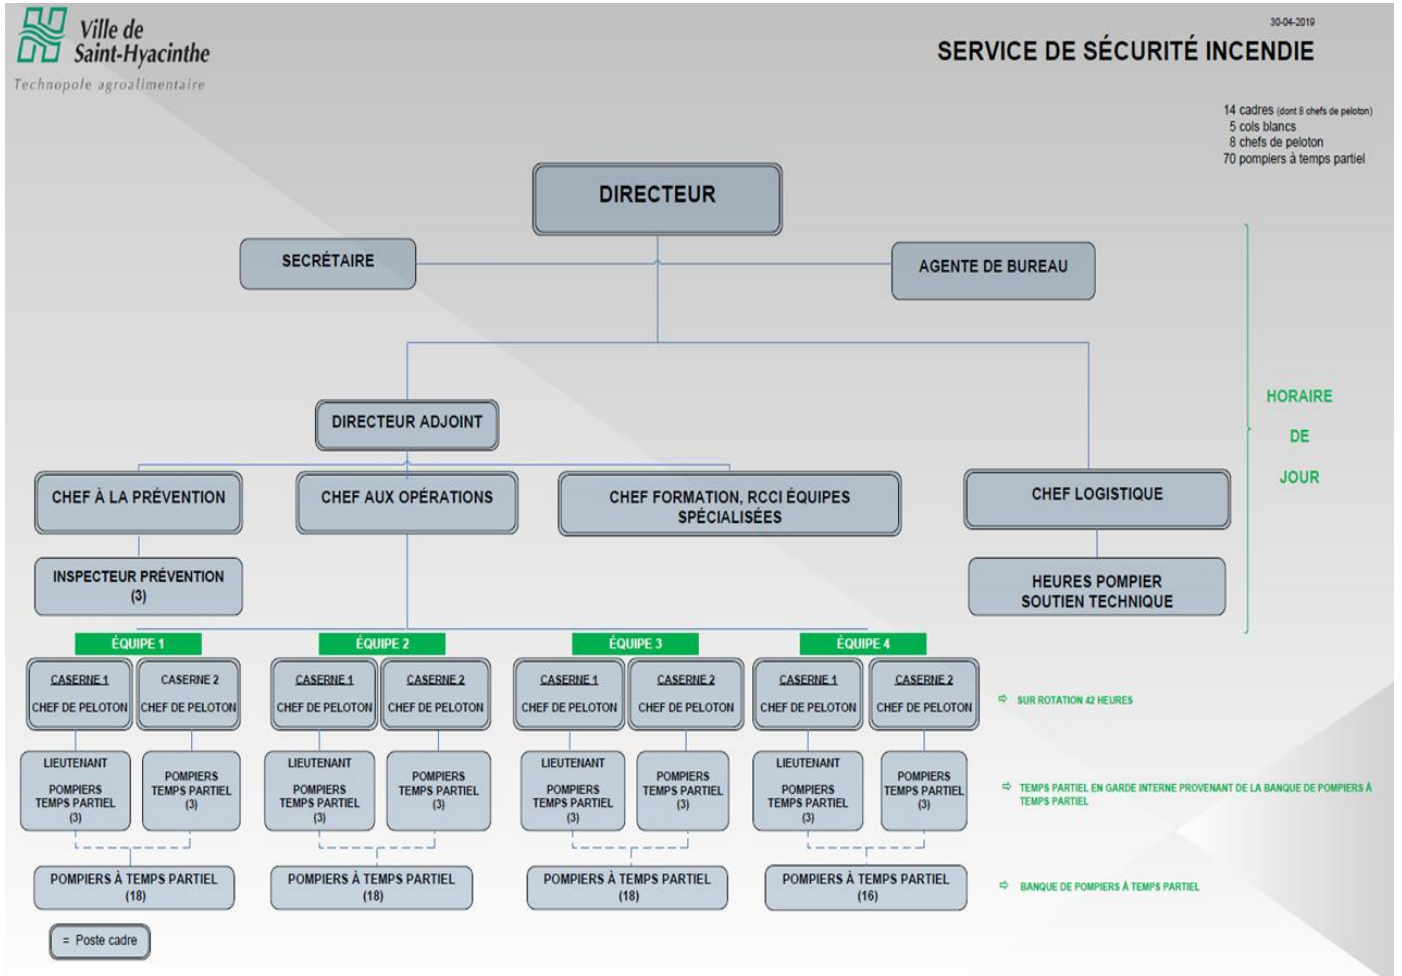 Ville de
Saint-Hyacinthe
Technopole agroalimentaire
30-04-2019
SERVICE DE SÉCURITÉ INCENDIE
14 cadres (dont 8 chefs de peloton)
5 cols blancs
8 chefs de peloton
70 pompiers à temps partiel
DIRECTEUR
SECRÉTAIRE
AGENTE DE BUREAU
HORAIRE
DE
JOUR
DIRECTEUR ADJOINT
CHEF À LA PRÉVENTION
CHEF AUX OPÉRATIONS
CHEF FORMATION, RCCI ÉQUIPES
SPÉCIALISÉES
CHEF LOGISTIQUE
INSPECTEUR PRÉVENTION
(3)
HEURES POMPIER
SOUTIEN TECHNIQUE
ÉQUIPE 1
ÉQUIPE 2
ÉQUIPE 3
ÉQUIPE 4
CASERNE 1
CHEF DE PELOTON
CASERNE 2
CHEF DE PELOTON
CASERNE 1
CHEF DE PELOTON
CASERNE 2
CHEF DE PELOTON
CASERNE 1
CHEF DE PELOTON
CASERNE 2
CHEF DE PELOTON
CASERNE 1
CHEF DE PELOTON
CASERNE 2
CHEF DE PELOTON
⇨ SUR ROTATION 42 HEURES
LIEUTENANT
POMPIERS
TEMPS PARTIEL
(3)
POMPIERS
TEMPS PARTIEL
(3)
LIEUTENANT
POMPIERS
TEMPS PARTIEL
(3)
POMPIERS
TEMPS PARTIEL
(3)
LIEUTENANT
POMPIERS
TEMPS PARTIEL
(3)
POMPIERS
TEMPS PARTIEL
(3)
LIEUTENANT
POMPIERS
TEMPS PARTIEL
(3)
POMPIERS
TEMPS PARTIEL
(3)
⇨ TEMPS PARTIEL EN GARDE INTERNE PROVENANT DE LA BANQUE DE POMPIERS À
TEMPS PARTIEL
POMPIERS À TEMPS PARTIEL
(18)
POMPIERS À TEMPS PARTIEL
(18)
POMPIERS À TEMPS PARTIEL
(18)
POMPIERS À TEMPS PARTIEL
(16)
⇨ BANQUE DE POMPIERS À TEMPS PARTIEL
= Poste cadre